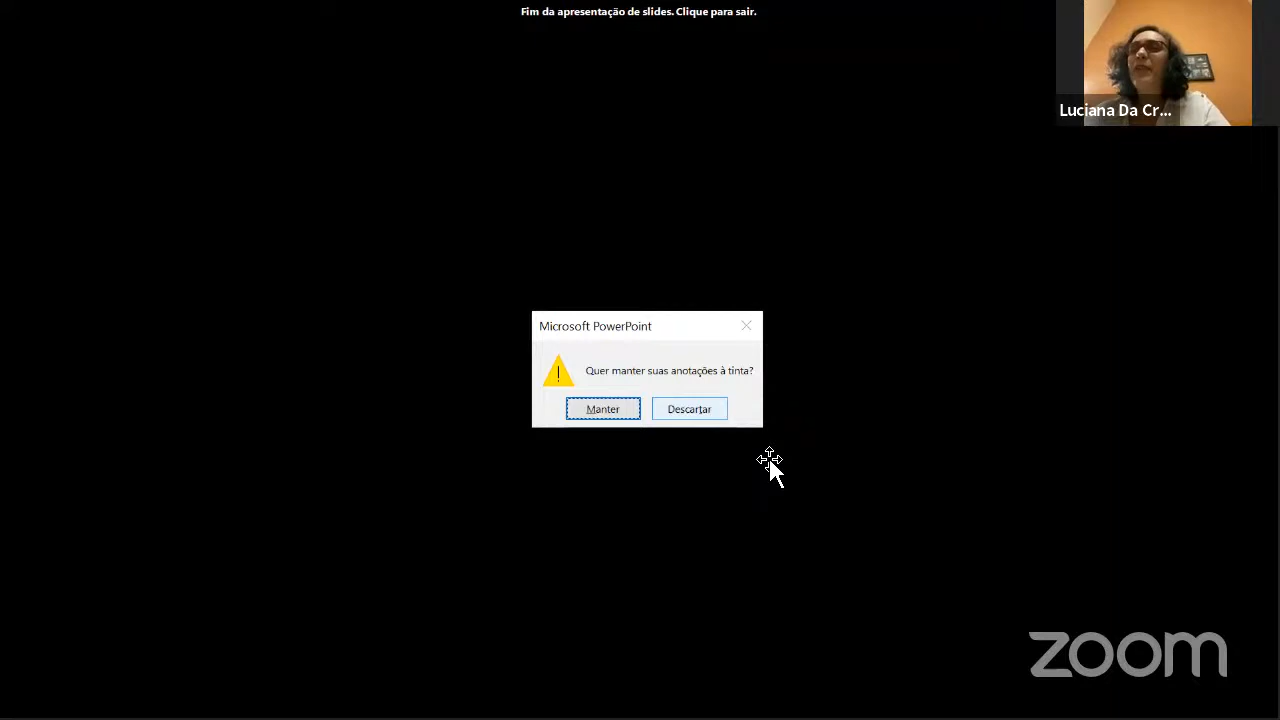 Fim da apresentação de slides. Clique para sair.
Luciana Da Cr...
Microsoft PowerPoint
Quer manter suas anotações à tinta?
Manter
Descartar
zoom